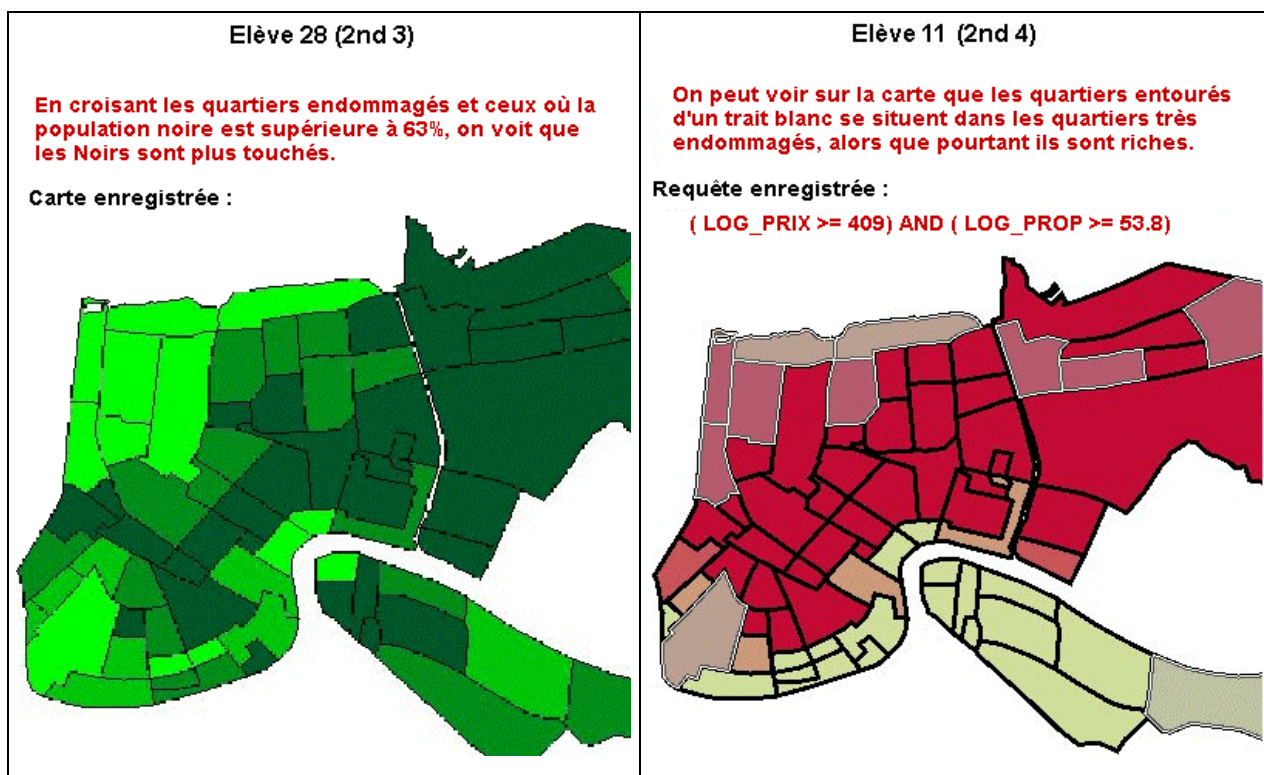 Elève 28 (2nd 3)
En croisant les quartiers endommagés et ceux où la
population noire est supérieure à 63%, on voit que
les Noirs sont plus touchés.
Carte enregistrée :
Elève 11 (2nd 4)
On peut voir sur la carte que les quartiers entourés
d'un trait blanc se situent dans les quartiers très
endommagés, alors que pourtant ils sont riches.
Requête enregistrée :
( LOG_PRIX >= 409) AND ( LOG_PROP >= 53.8)